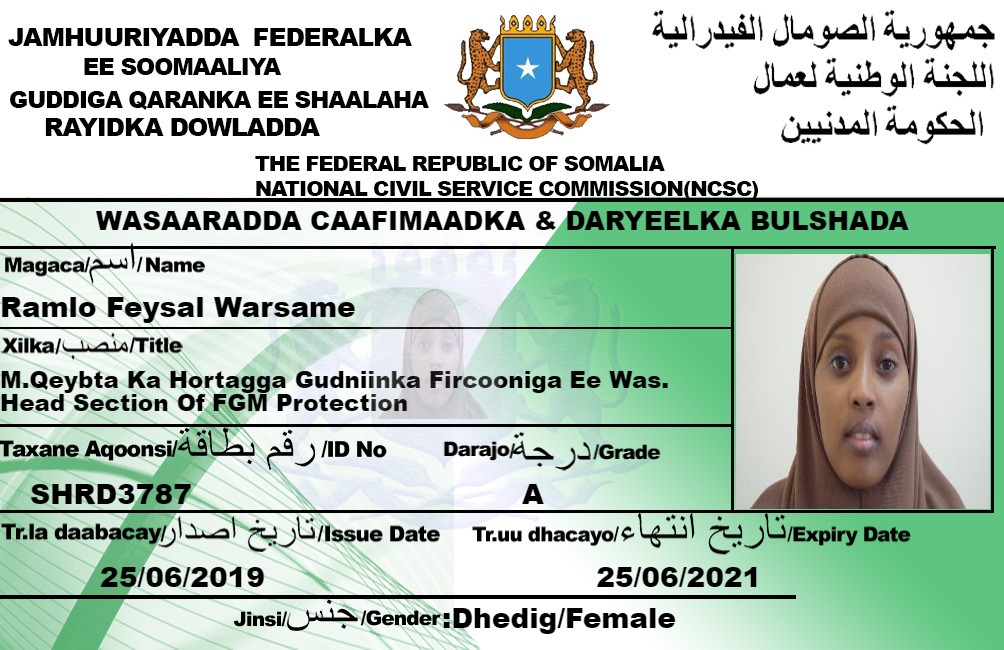 JAMHUURIYADDA FEDERALKA
EE SOOMAALIYA
GUDDIGA QARANKA EE SHAALAHA
RAYIDKA DOWLADDA
جمهورية الصومال الفيدرالية
اللجنة الوطنية لعمال
الحكومة المدنيين
THE FEDERAL REPUBLIC OF SOMALIA
NATIONAL CIVIL SERVICE COMMISSION(NCSC)
WASAARADDA CAAFIMAADKA & DARYEELKA BULSHADA
Magaca/اسم/Name
Ramlo Feysal Warsame
Xilka/منصب/Title
M.Qeybta Ka Hortagga Gudniinka Fircooniga Ee Was.
Head Section Of FGM Protection
Taxane Aqoonsi/رقم بطاقة/ID No
SHRD3787
Darajo/درجة/Grade
A
Tr.la daabacay/تاريخ اصدار/Issue Date
25/06/2019
Tr.uu dhacayo/تاريخ انتهاء/Expiry Date
25/06/2021
Jinsi/جنس/Gender:Dhedig/Female